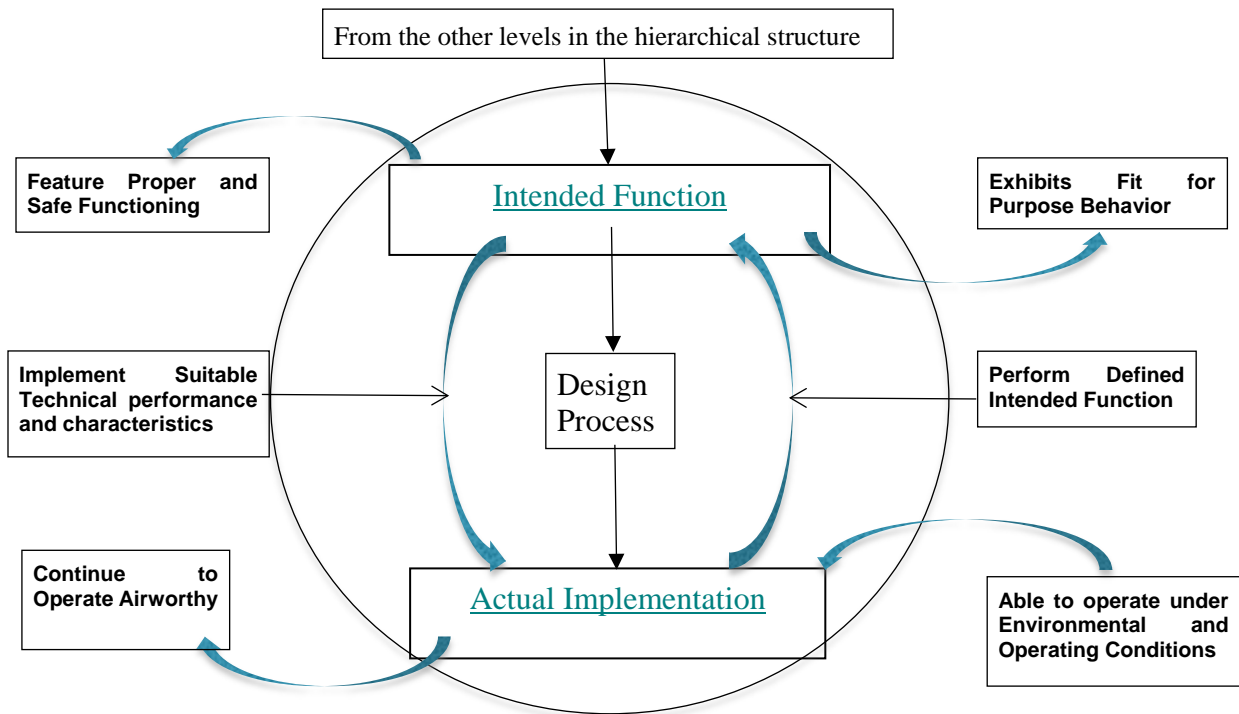 From the other levels in the hierarchical structure
Feature Proper and
Safe Functioning
Intended Function
Exhibits Fit for
Purpose Behavior
Implement Suitable
Technical performance
and characteristics
Design
Process
Perform Defined
Intended Function
Continue to
Operate Airworthy
Actual Implementation
Able to operate under
Environmental and
Operating Conditions